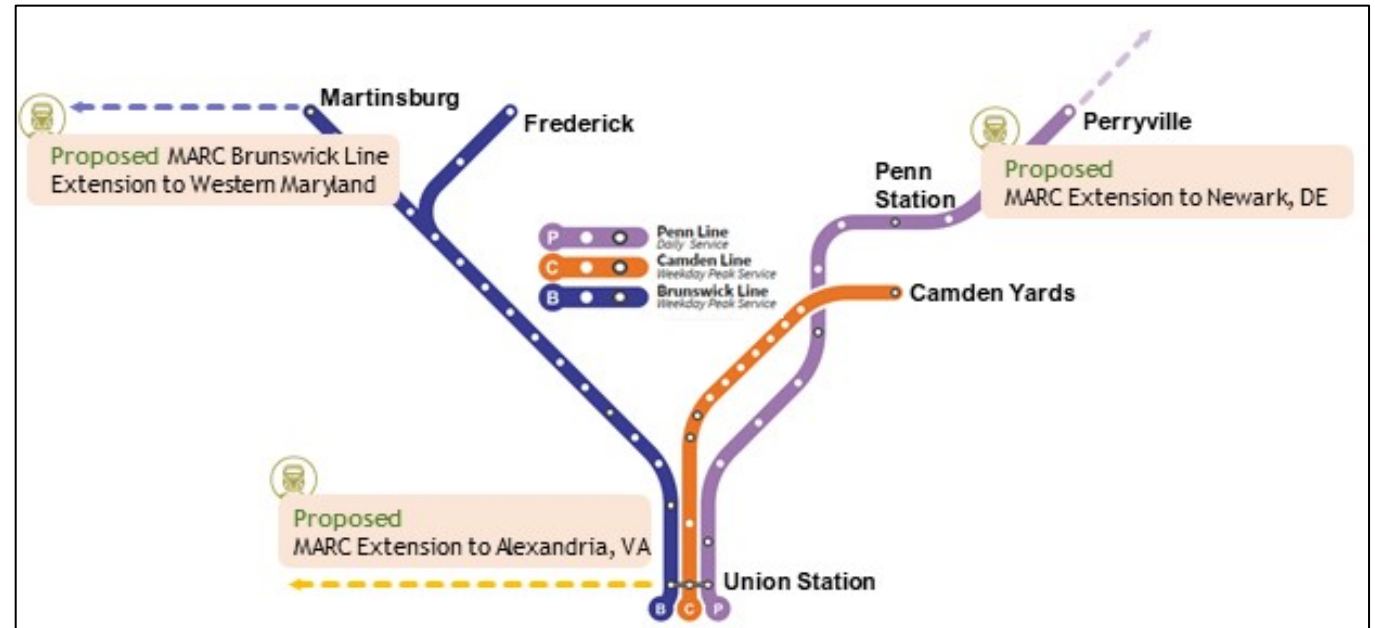 Martinsburg
Frederick
Proposed MARC Brunswick Line
Extension to Western Maryland
Perryville
Proposed
MARC Extension to Newark, DE
Penn
Station
P
Penn Line
Daily Service
C
Camden Line
Weekday Peak Service
B
Brunswick Line
Weekday Peak Service
Camden Yards
Proposed
MARC Extension to Alexandria, VA
Union Station
B C P